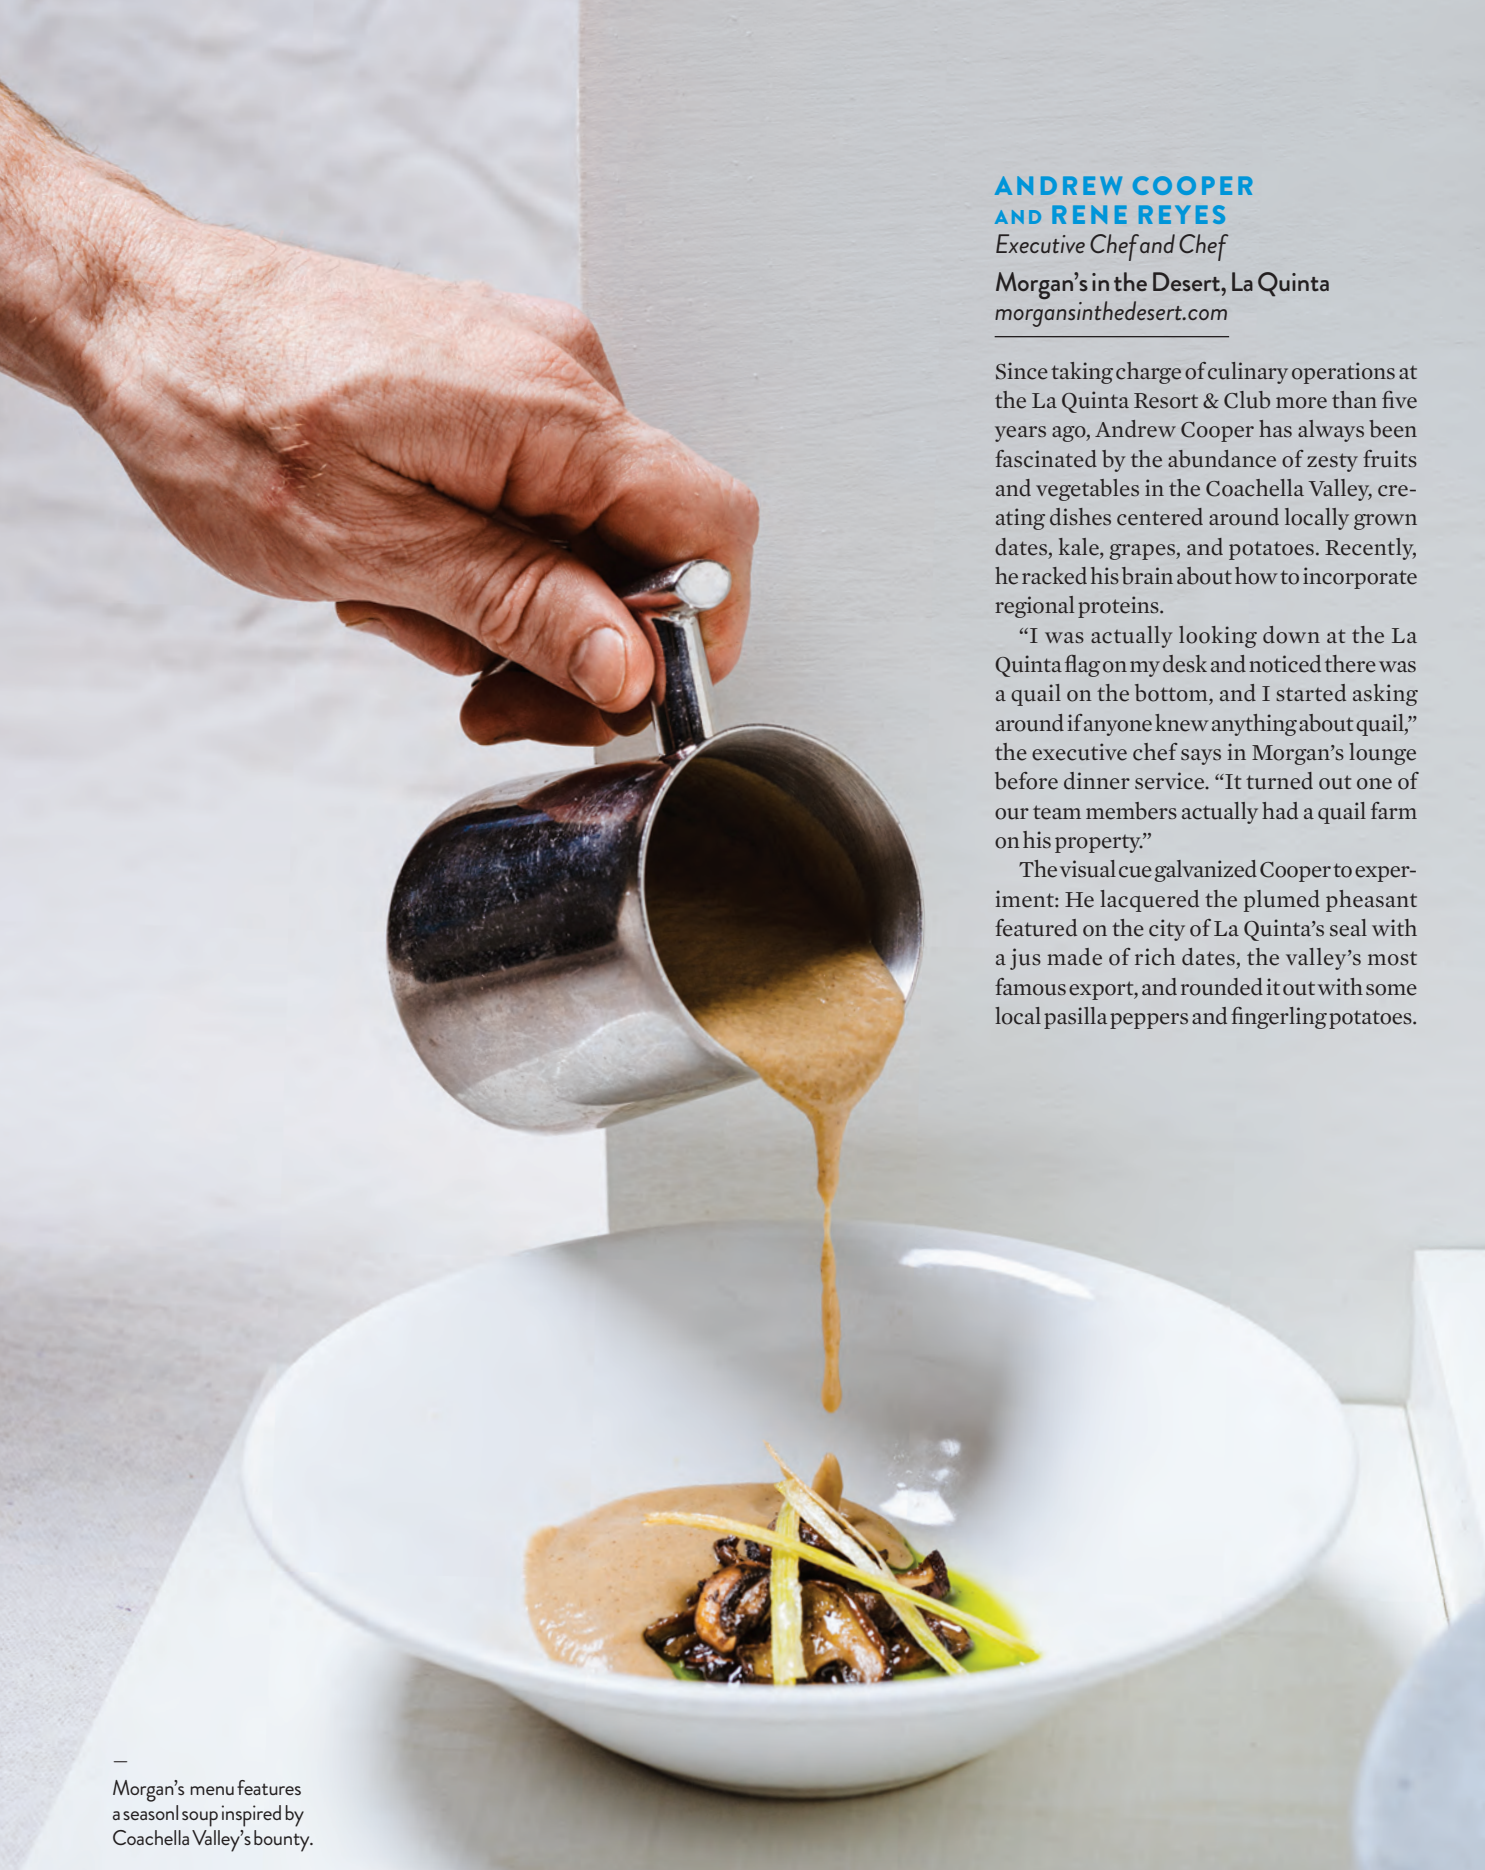 ANDREW COOPER
AND RENE REYES
Executive Chef and Chef
Morgan's in the Desert, La Quinta
morgansinthedesert.com
Since taking charge of culinary operations at
the La Quinta Resort & Club more than five
years ago, Andrew Cooper has always been
fascinated by the abundance of zesty fruits
and vegetables in the Coachella Valley, cre-
ating dishes centered around locally grown
dates, kale, grapes, and potatoes. Recently,
he racked his brain about how to incorporate
regional proteins.
“I was actually looking down at the La
Quinta flag on my desk and noticed there was
a quail on the bottom, and I started asking
around if anyone knew anything about quail,”
the executive chef says in Morgan’s lounge
before dinner service. “It turned out one of
our team members actually had a quail farm
on his property.”
The visual cue galvanized Cooper to exper-
iment: He lacquered the plumed pheasant
featured on the city of La Quinta’s seal with
a jus made of rich dates, the valley’s most
famous export, and rounded it out with some
local pasilla peppers and fingerling potatoes.
—
Morgan’s menu features
a seasonl soup inspired by
Coachella Valley’s bounty.